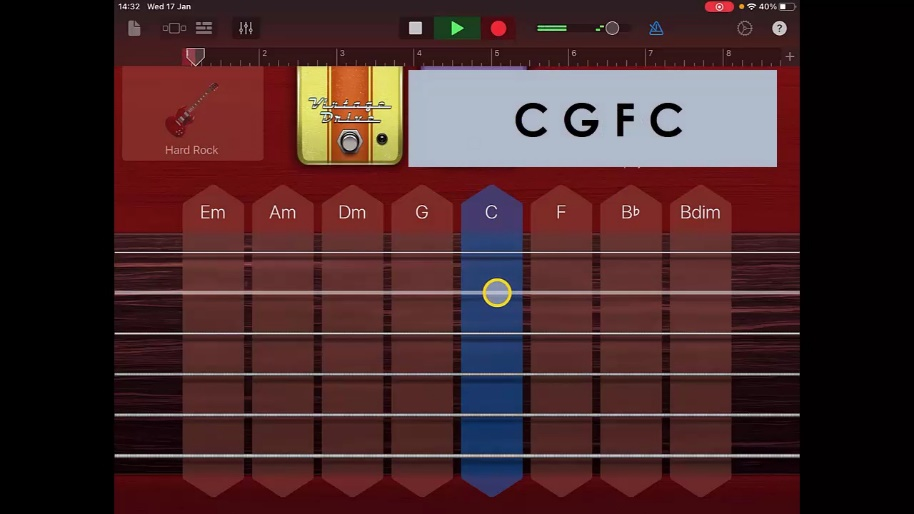 14:32 Wed 17 Jan
40%
?
1 2 3 4 5 6 7 8 +
Vintage
Drive
C G F C
Hard Rock
Em Am Dm G C F B♭ Bdim